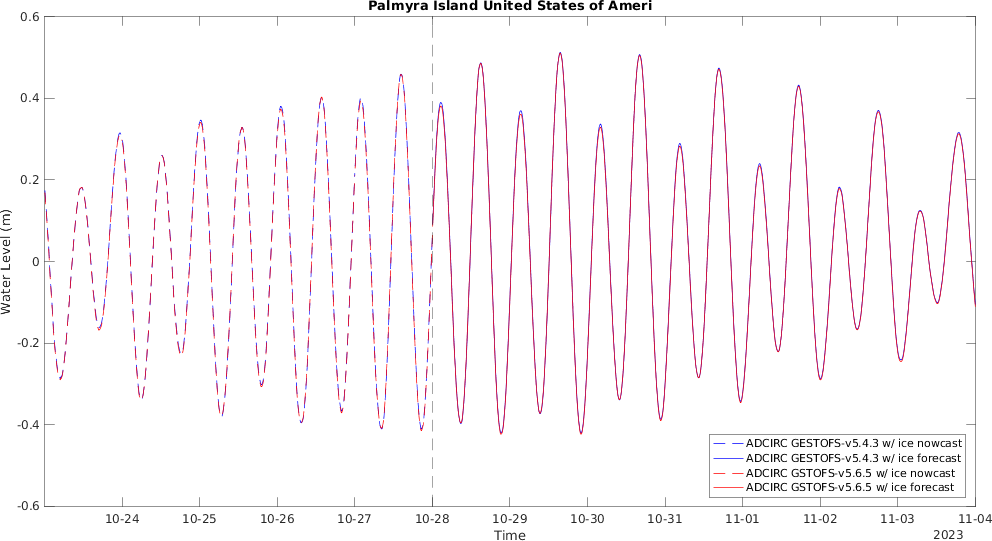 Palmyra Island United States of Ameri
Water Level (m)
0.6
0.4
0.2
0
-0.2
-0.4
-0.6
ADCIRC GESTOFS-v5.4.3 w/ ice nowcast
ADCIRC GESTOFS-v5.4.3 w/ ice forecast
ADCIRC GSTOFS-v5.6.5 w/ ice nowcast
ADCIRC GSTOFS-v5.6.5 w/ ice forecast
10-24 10-25 10-26 10-27 10-28 10-29 10-30 10-31 11-01 11-02 11-03 11-04
Time
2023